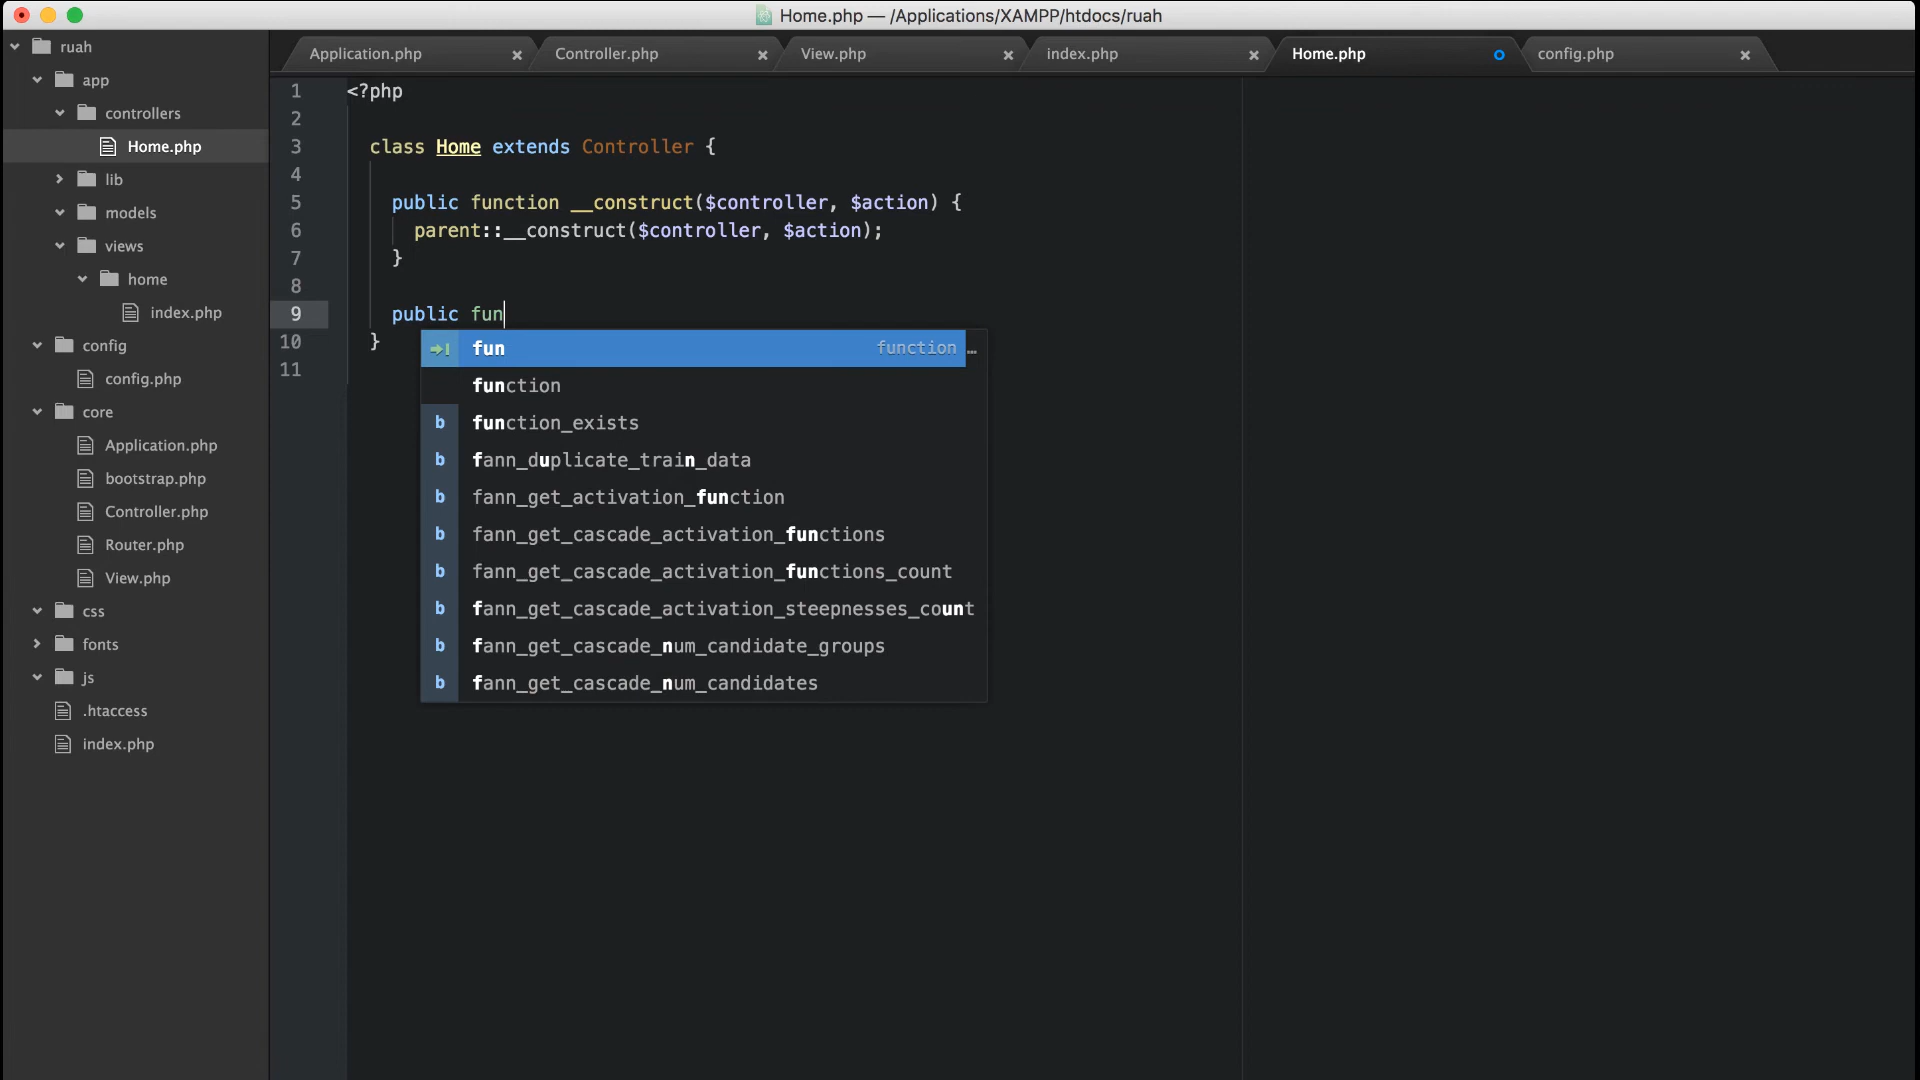 Home.php — /Applications/XAMPP/htdocs/ruah
ruah
app
controllers
Home.php
lib
models
views
home
index.php
config
config.php
core
Application.php
bootstrap.php
Controller.php
Router.php
View.php
css
fonts
js
.htaccess
index.php
Application.php Controller.php View.php index.php Home.php config.php
1 <?php
2
3 class Home extends Controller {
4
5 public function __construct($controller, $action) {
6 parent::__construct($controller, $action);
7 }
8
9 public fun
10 }
11
fun function …
function
b function_exists
b fann_duplicate_train_data
b fann_get_activation_function
b fann_get_cascade_activation_functions
b fann_get_cascade_activation_functions_count
b fann_get_cascade_activation_steepnesses_count
b fann_get_cascade_num_candidate_groups
b fann_get_cascade_num_candidates